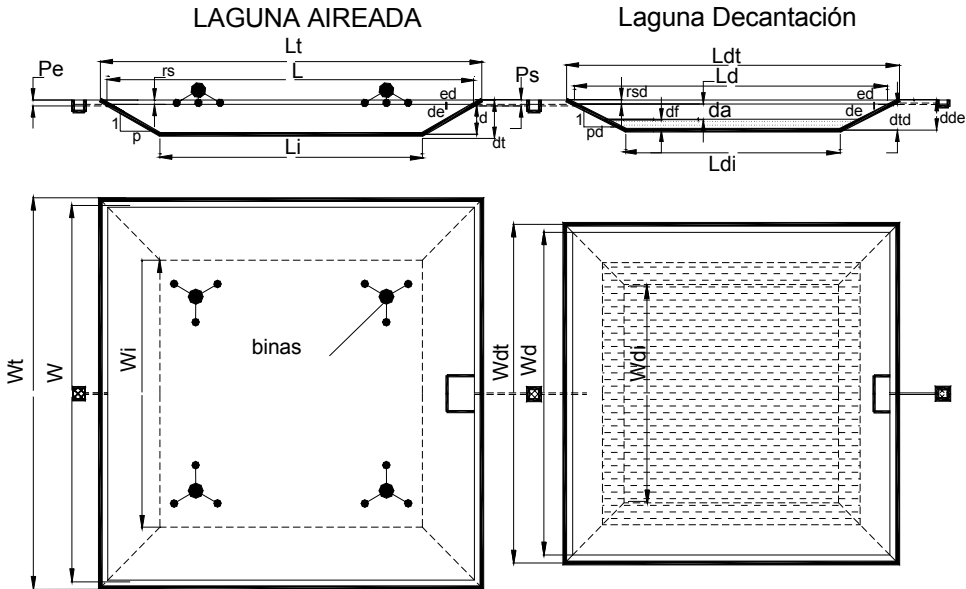 LAGUNA AIREADA
Laguna Decantación
Lt
Ldt
Pe
rs
L
Ps
rsd
Ld
ed
ed
de
d
df
da
de
dtd
dde
1
p
dt
1
pd
Li
Ldi
Wt
W
Wi
binas
Wdt
Wd
Wdi